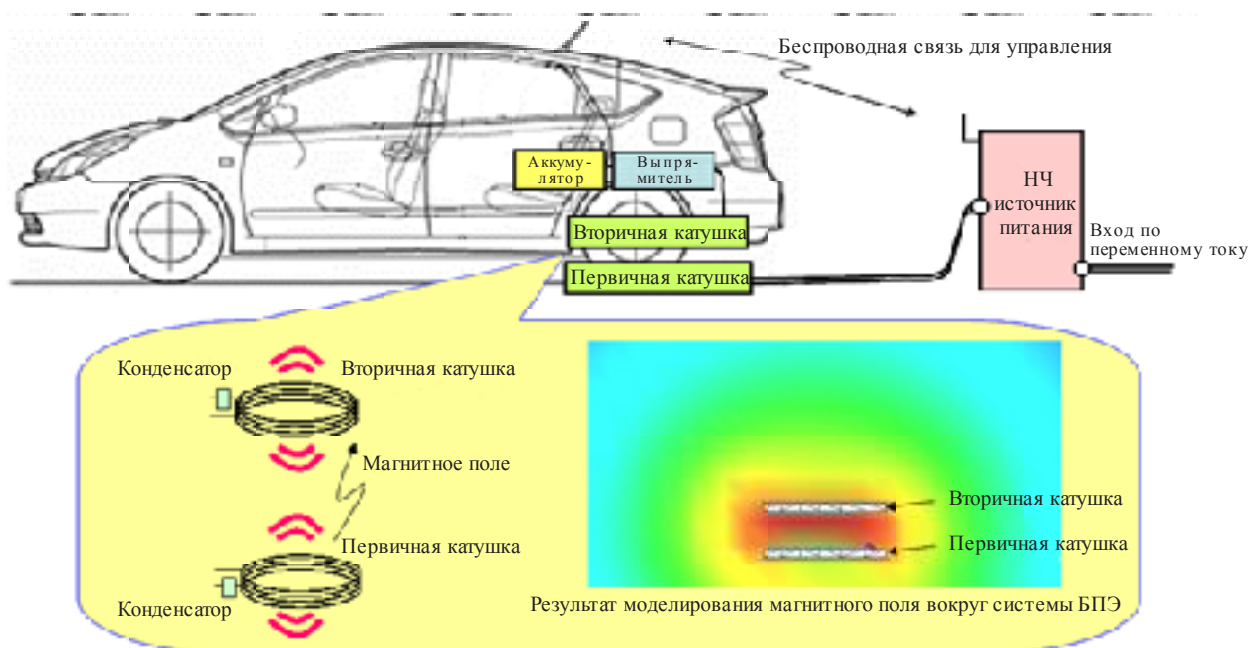 Беспроводная связь для управления
Аккуму-
лятор
Выпря-
митель
НЧ
источник
питания
Вход по
переменному току
Вторичная катушка
Первичная катушка
Конденсатор
Вторичная катушка
Магнитное поле
Первичная катушка
Конденсатор
Вторичная катушка
Первичная катушка
Результат моделирования магнитного поля вокруг системы БПЭ